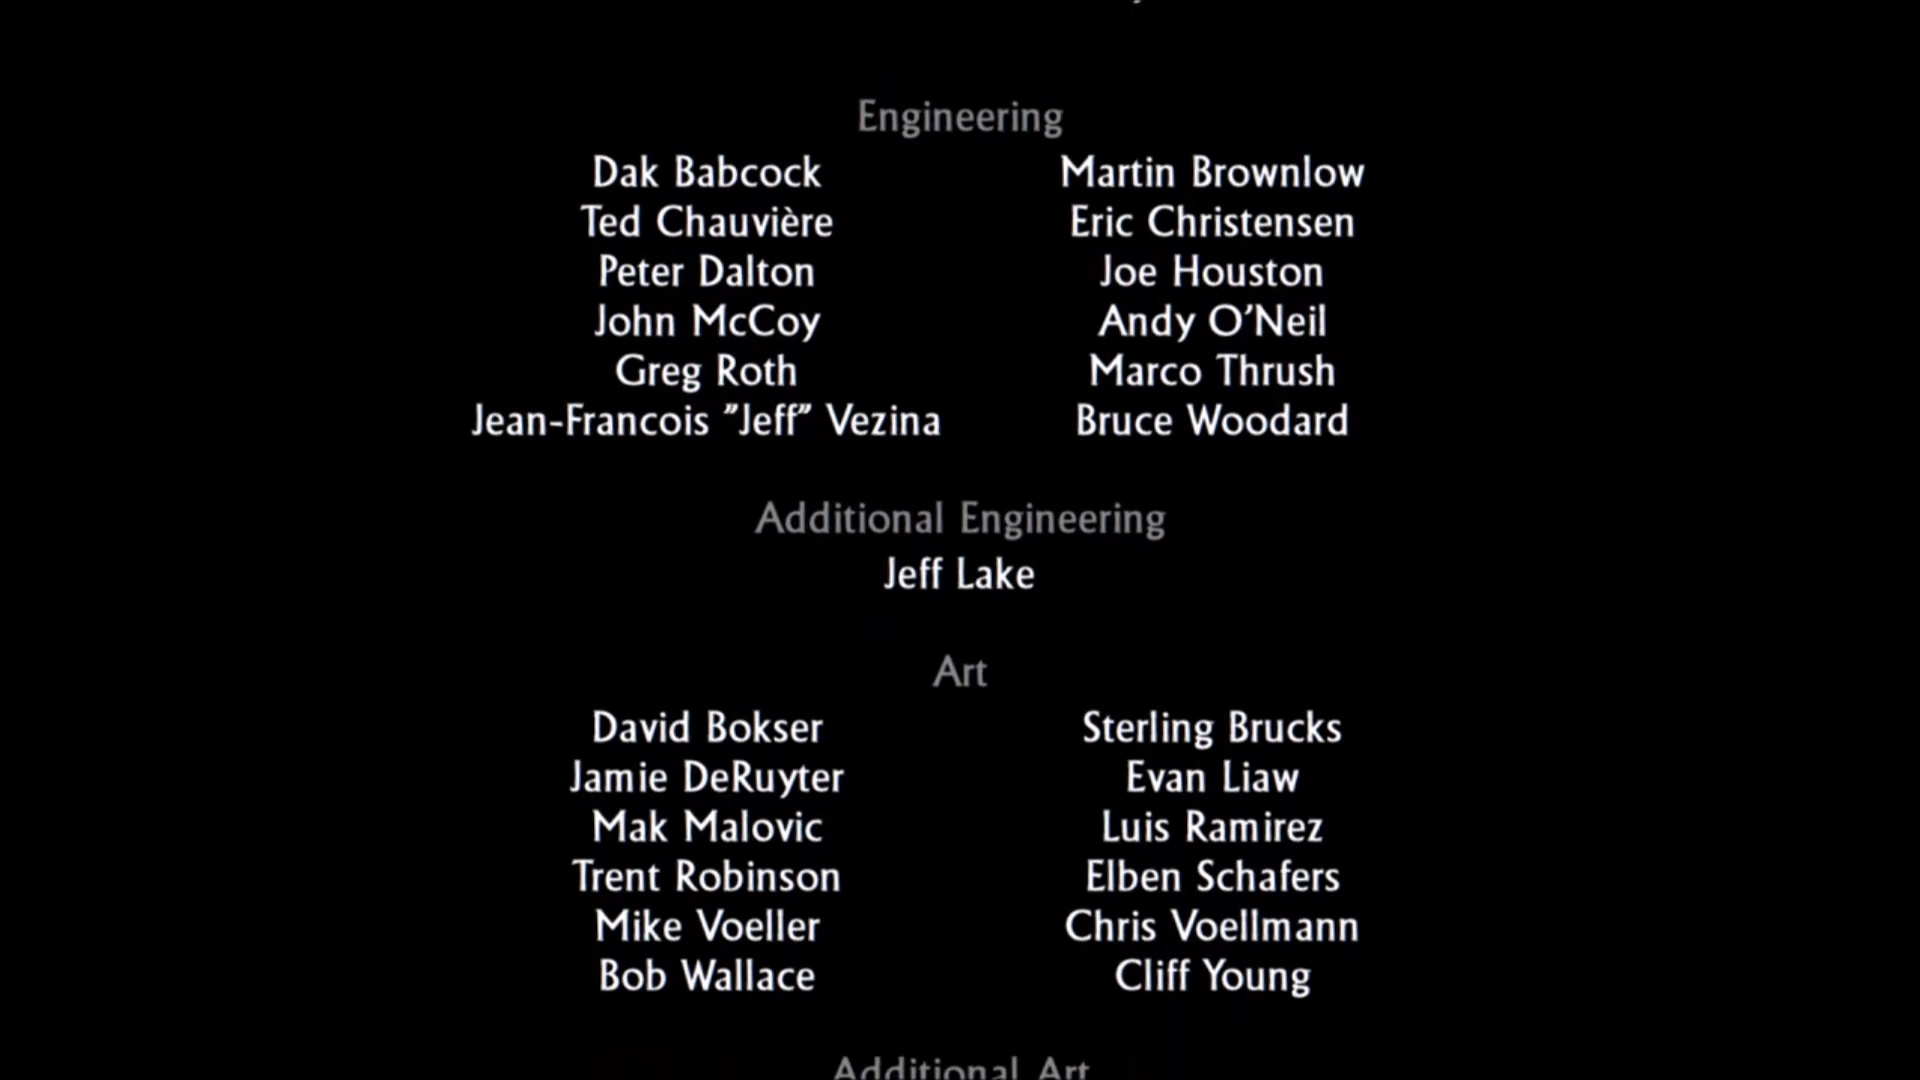 Engineering
Dak Babcock Martin Brownlow
Ted Chauvière Eric Christensen
Peter Dalton Joe Houston
John McCoy Andy O'Neil
Greg Roth Marco Thrush
Jean-Francois "Jeff" Vezina Bruce Woodard
Additional Engineering
Jeff Lake
Art
David Bokser Sterling Brucks
Jamie DeRuyter Evan Liaw
Mak Malovic Luis Ramirez
Trent Robinson Elben Schafers
Mike Voeller Chris Voellmann
Bob Wallace Cliff Young
Additional Art